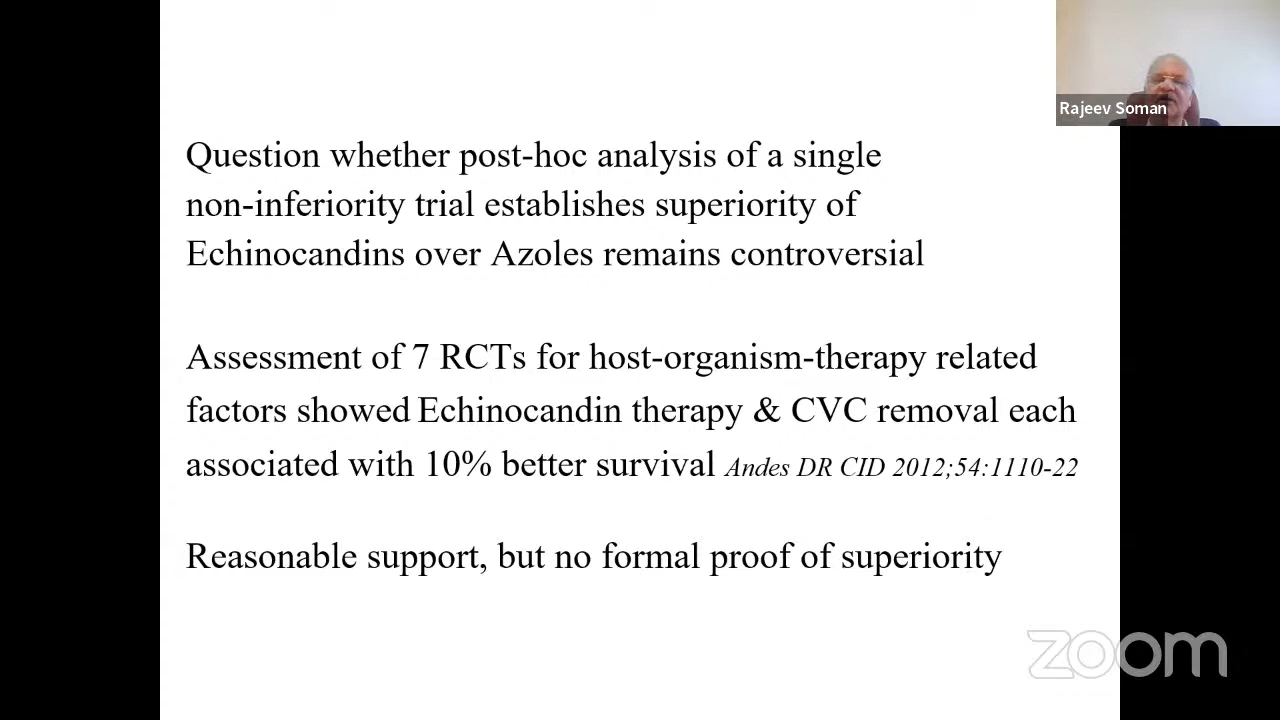 Rajeev Soman
Question whether post-hoc analysis of a single
non-inferiority trial establishes superiority of
Echinocandins over Azoles remains controversial
Assessment of 7 RCTs for host-organism-therapy related
factors showed Echinocandin therapy & CVC removal each
associated with 10% better survival Andes DR CID 2012;54:1110-22
Reasonable support, but no formal proof of superiority
zoom